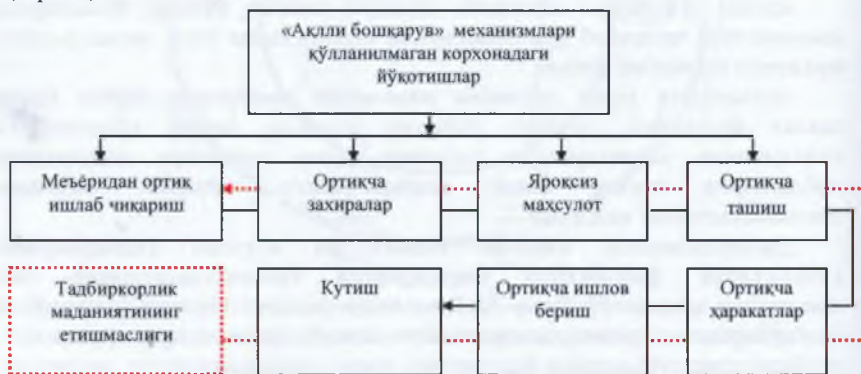 «Ақлли бошқарув» механизмлари
қўлланилмаган корхонадаги
йўқотишлар
Меъёридан ортиқ
ишлаб чиқариш
Ортиқча
захиралар
Яроқсиз
маҳсулот
Ортиқча
ташиш
Тадбиркорлик
маданиятининг
етишмаслиги
Кутиш
Ортиқча ишлов
бериш
Ортиқча
ҳаракатлар